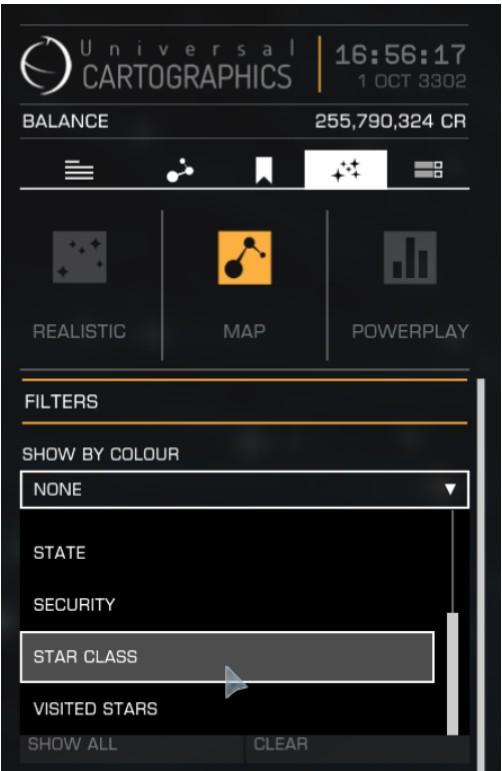 Universal
CARTOGRAPHICS
16:56:17
1 OCT 3302
BALANCE 255,790,324 CR
REALISTIC MAP POWERPLAY
FILTERS
SHOW BY COLOUR
NONE
STATE
SECURITY
STAR CLASS
VISITED STARS
SHOW ALL CLEAR